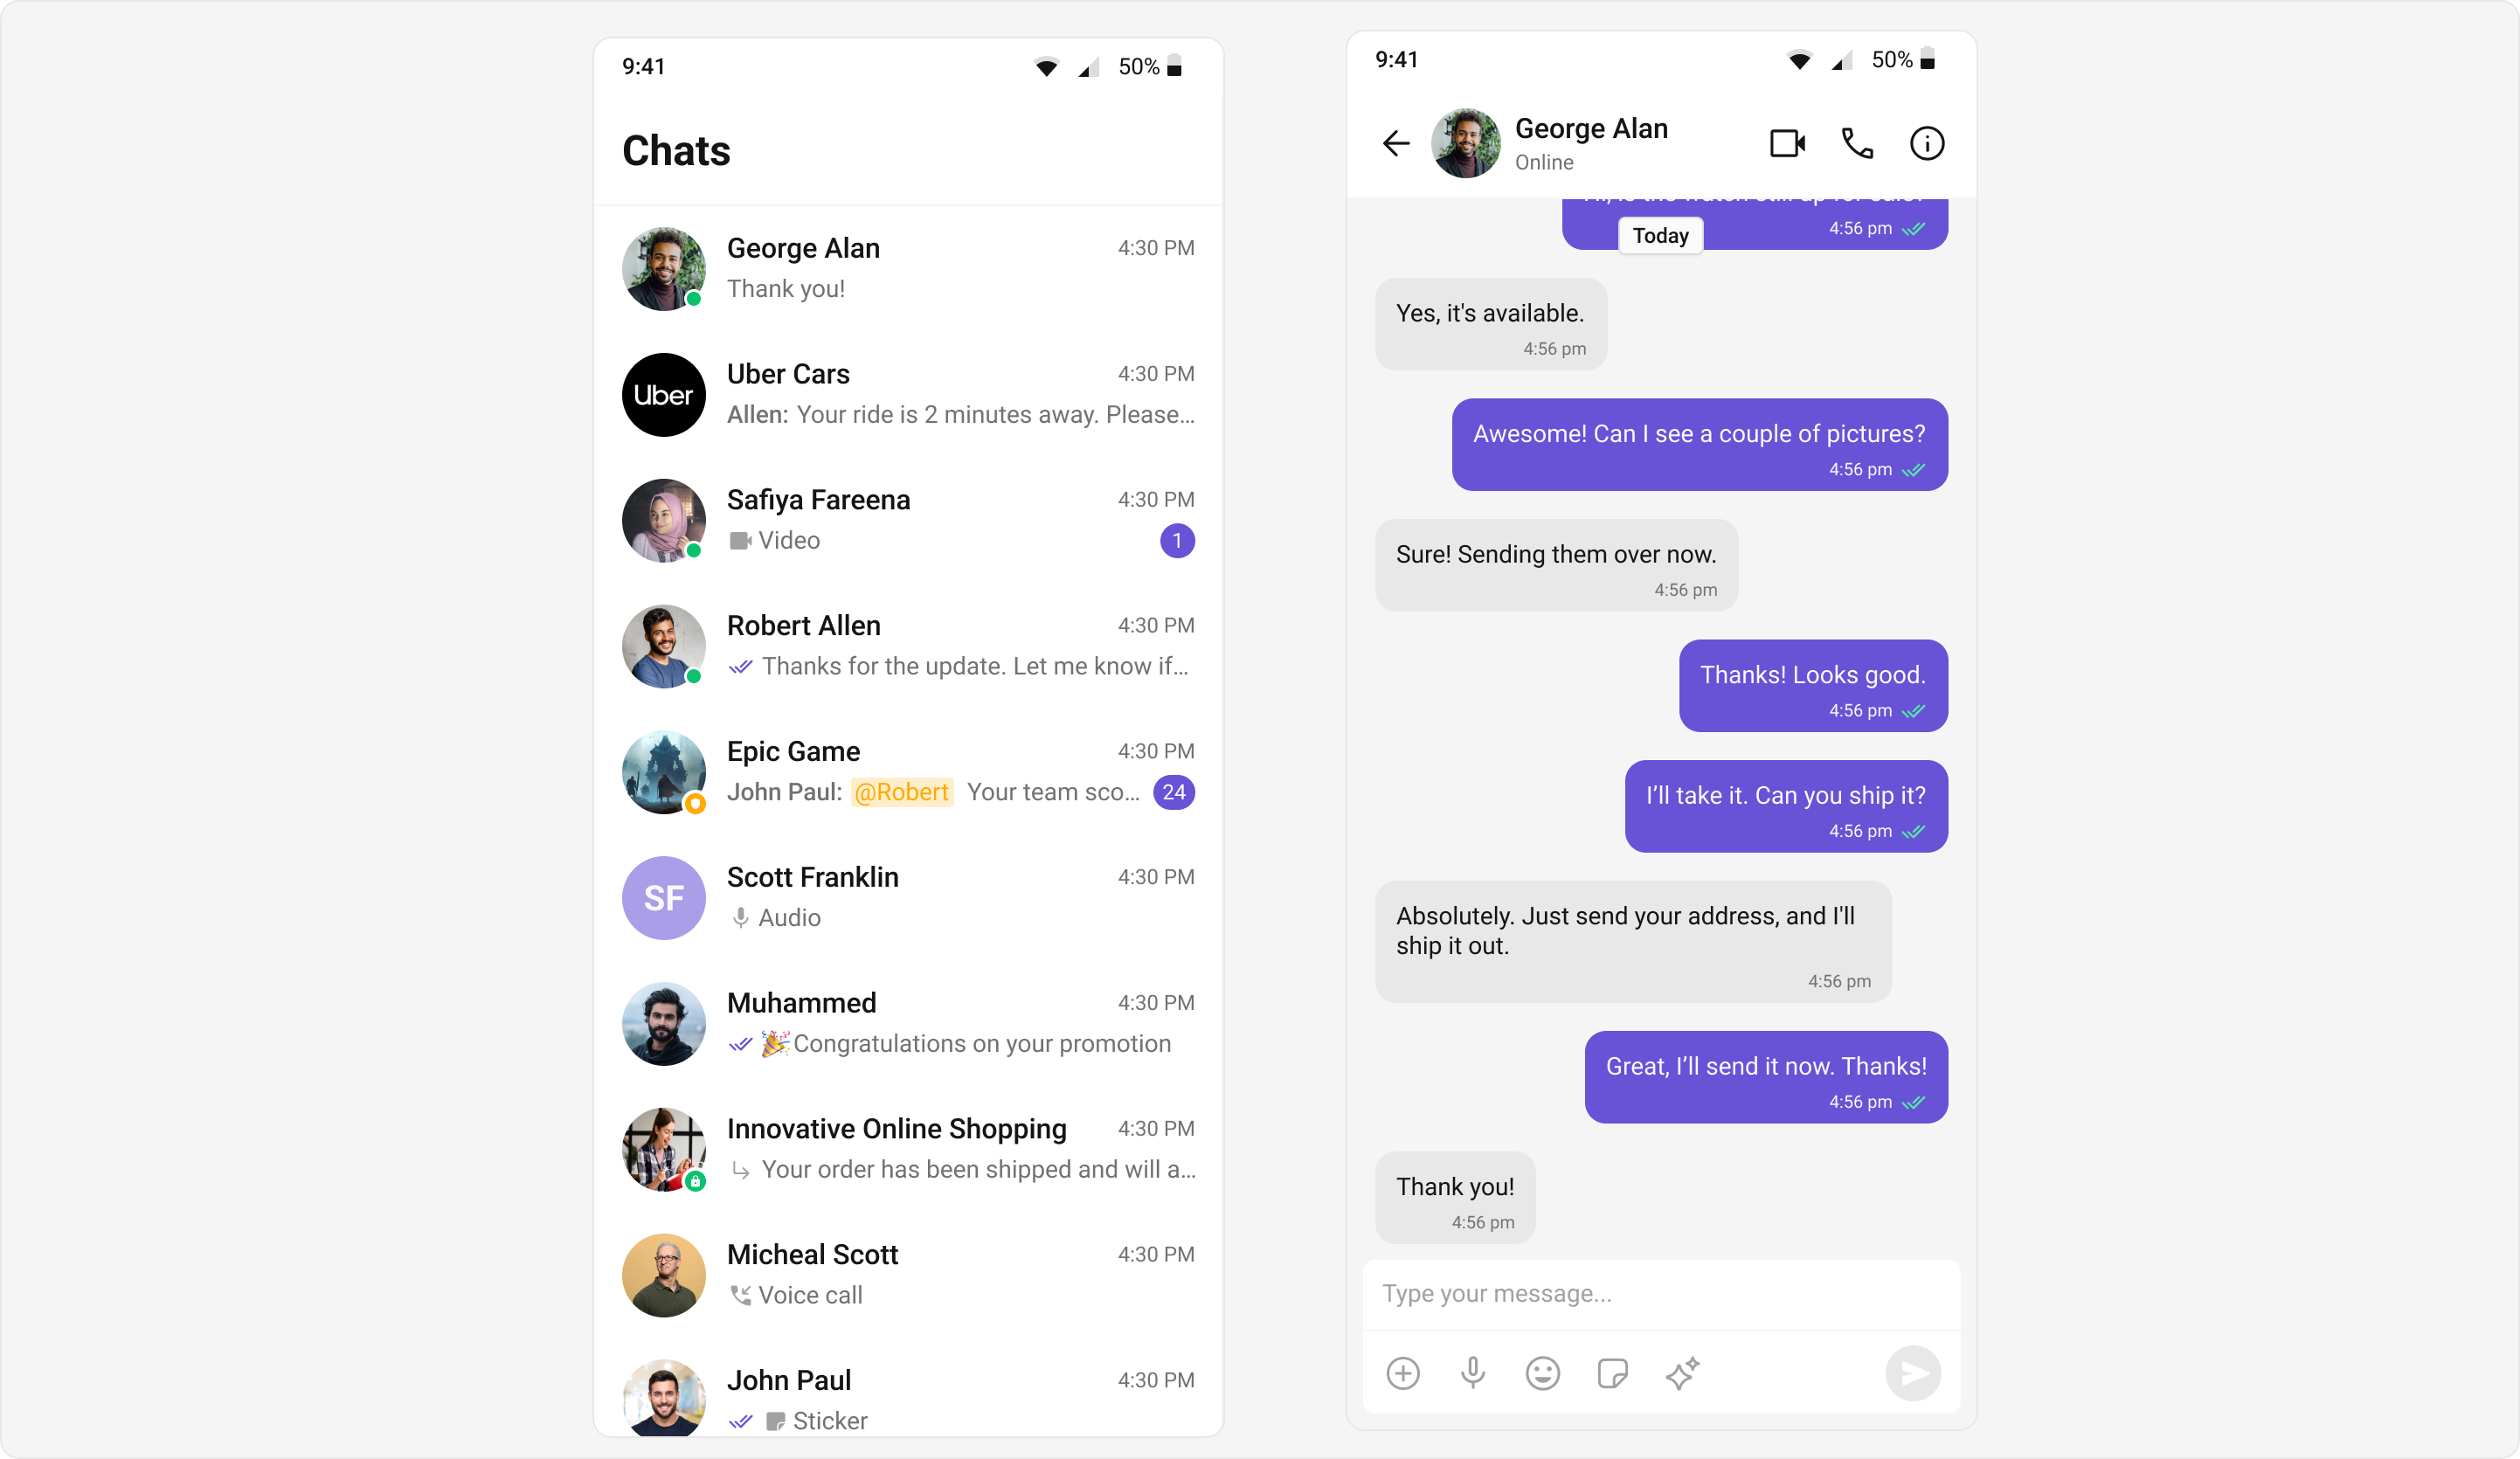 9:41
50%
Chats
George Alan
4:30 PM
Thank you!
Uber
Uber Cars
4:30 PM
Allen: Your ride is 2 minutes away. Please...
Safiya Fareena
4:30 PM
Video
1
Robert Allen
4:30 PM
Thanks for the update. Let me know if...
Epic Game
4:30 PM
John Paul: @Robert Your team sco...
24
SF
Scott Franklin
4:30 PM
Audio
Muhammed
4:30 PM
🎉Congratulations on your promotion
Innovative Online Shopping
4:30 PM
Your order has been shipped and will a...
Micheal Scott
4:30 PM
Voice call
John Paul
4:30 PM
Sticker
9:41
50%
George Alan
Online
Hi, is the watch still up for sale?
4:56 pm
Today
Yes, it's available.
4:56 pm
Awesome! Can I see a couple of pictures?
4:56 pm
Sure! Sending them over now.
4:56 pm
Thanks! Looks good.
4:56 pm
I’ll take it. Can you ship it?
4:56 pm
Absolutely. Just send your address, and I'll
ship it out.
4:56 pm
Great, I’ll send it now. Thanks!
4:56 pm
Thank you!
4:56 pm
Type your message...